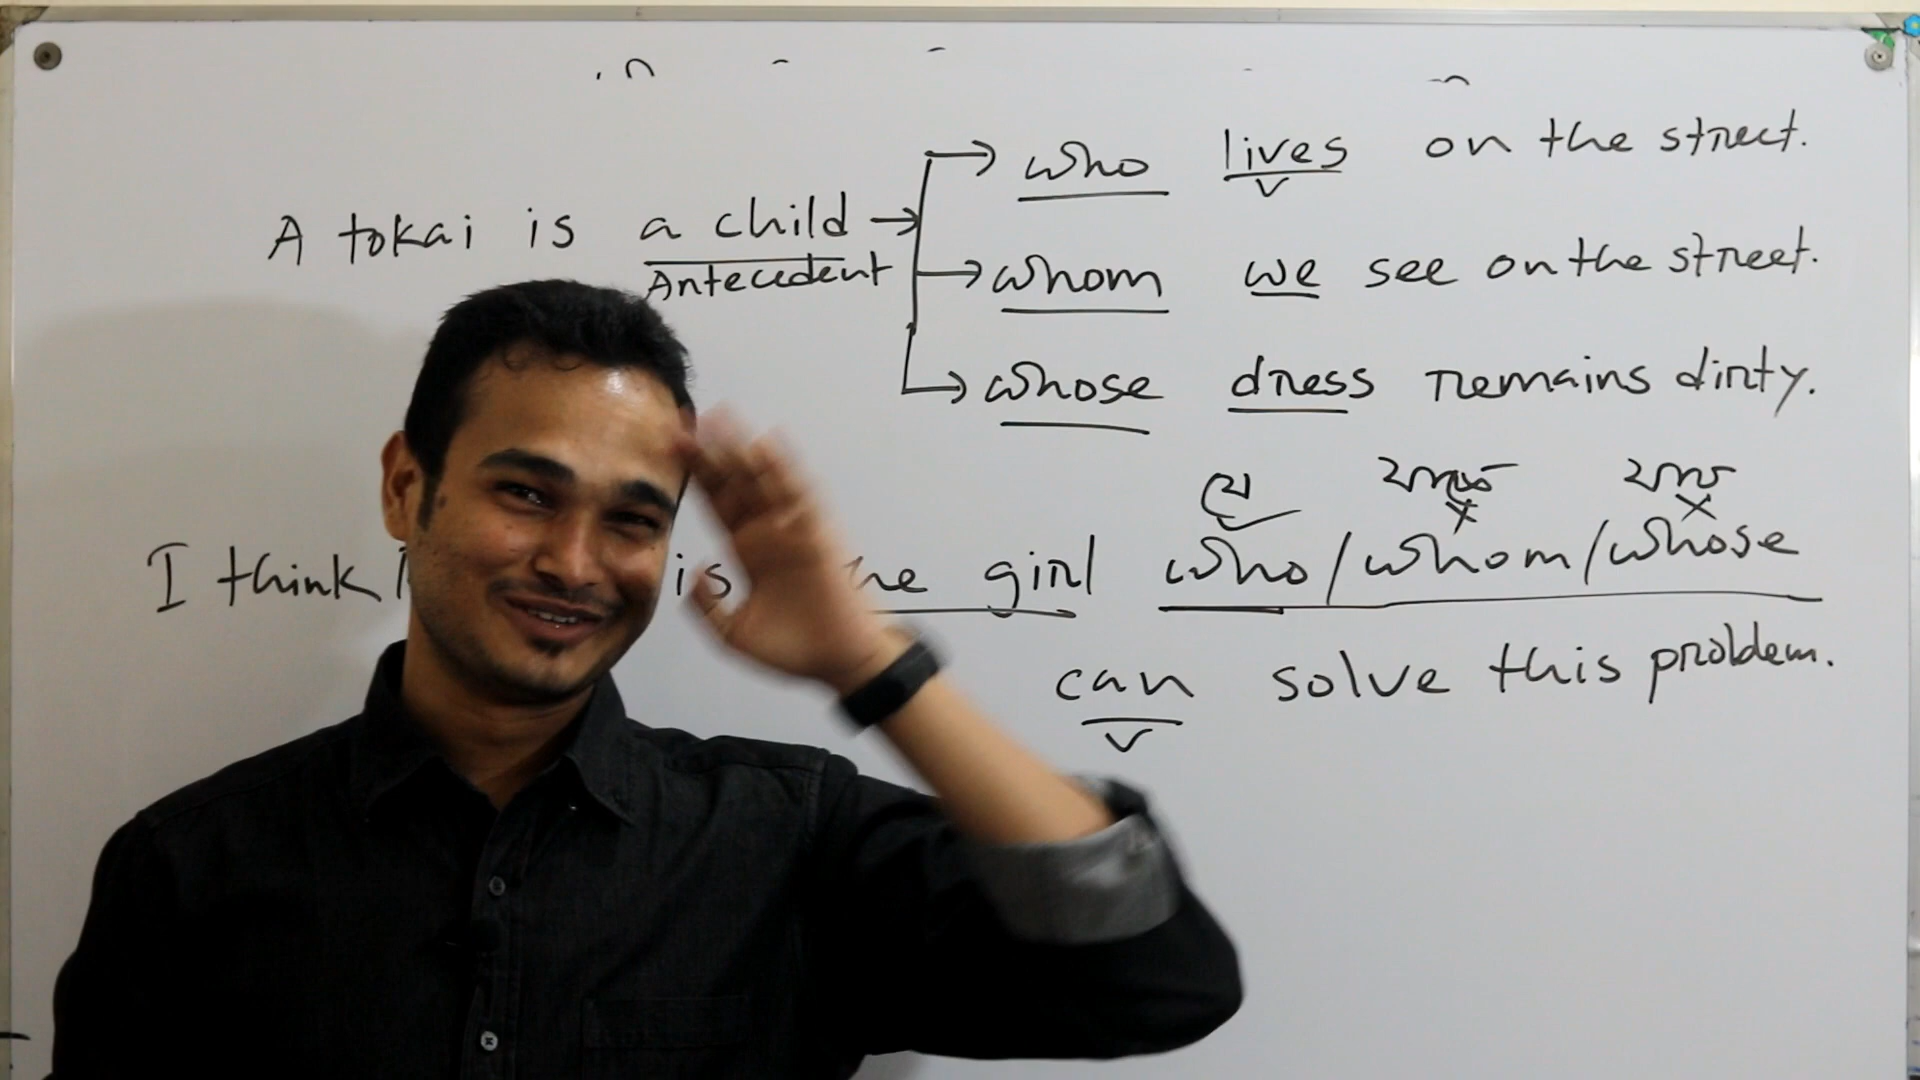 who lives on the street.
A tokai is a child → whom we see on the street.
Antecedent
whose dress remains dirty.
যে যাকে যার
I think is the girl who/whom/whose
v
can solve this problem.
v